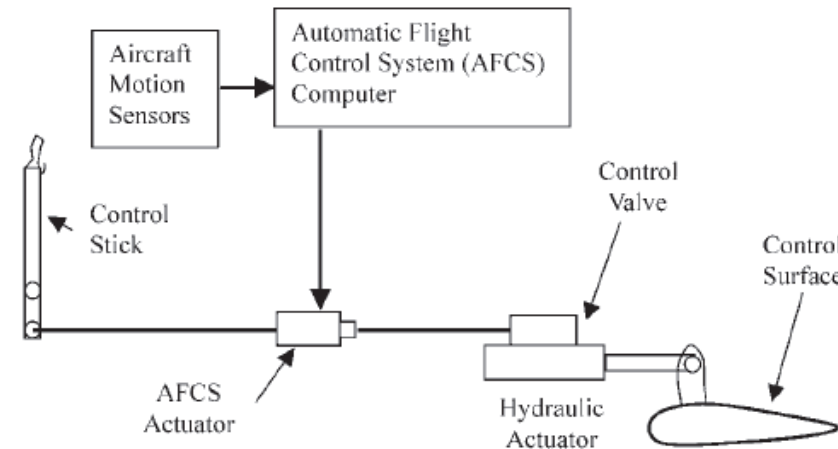 Aircraft
Motion
Sensors
Automatic Flight
Control System (AFCS)
Computer
Control
Stick
Control
Valve
Control
Surface
AFCS
Actuator
Hydraulic
Actuator